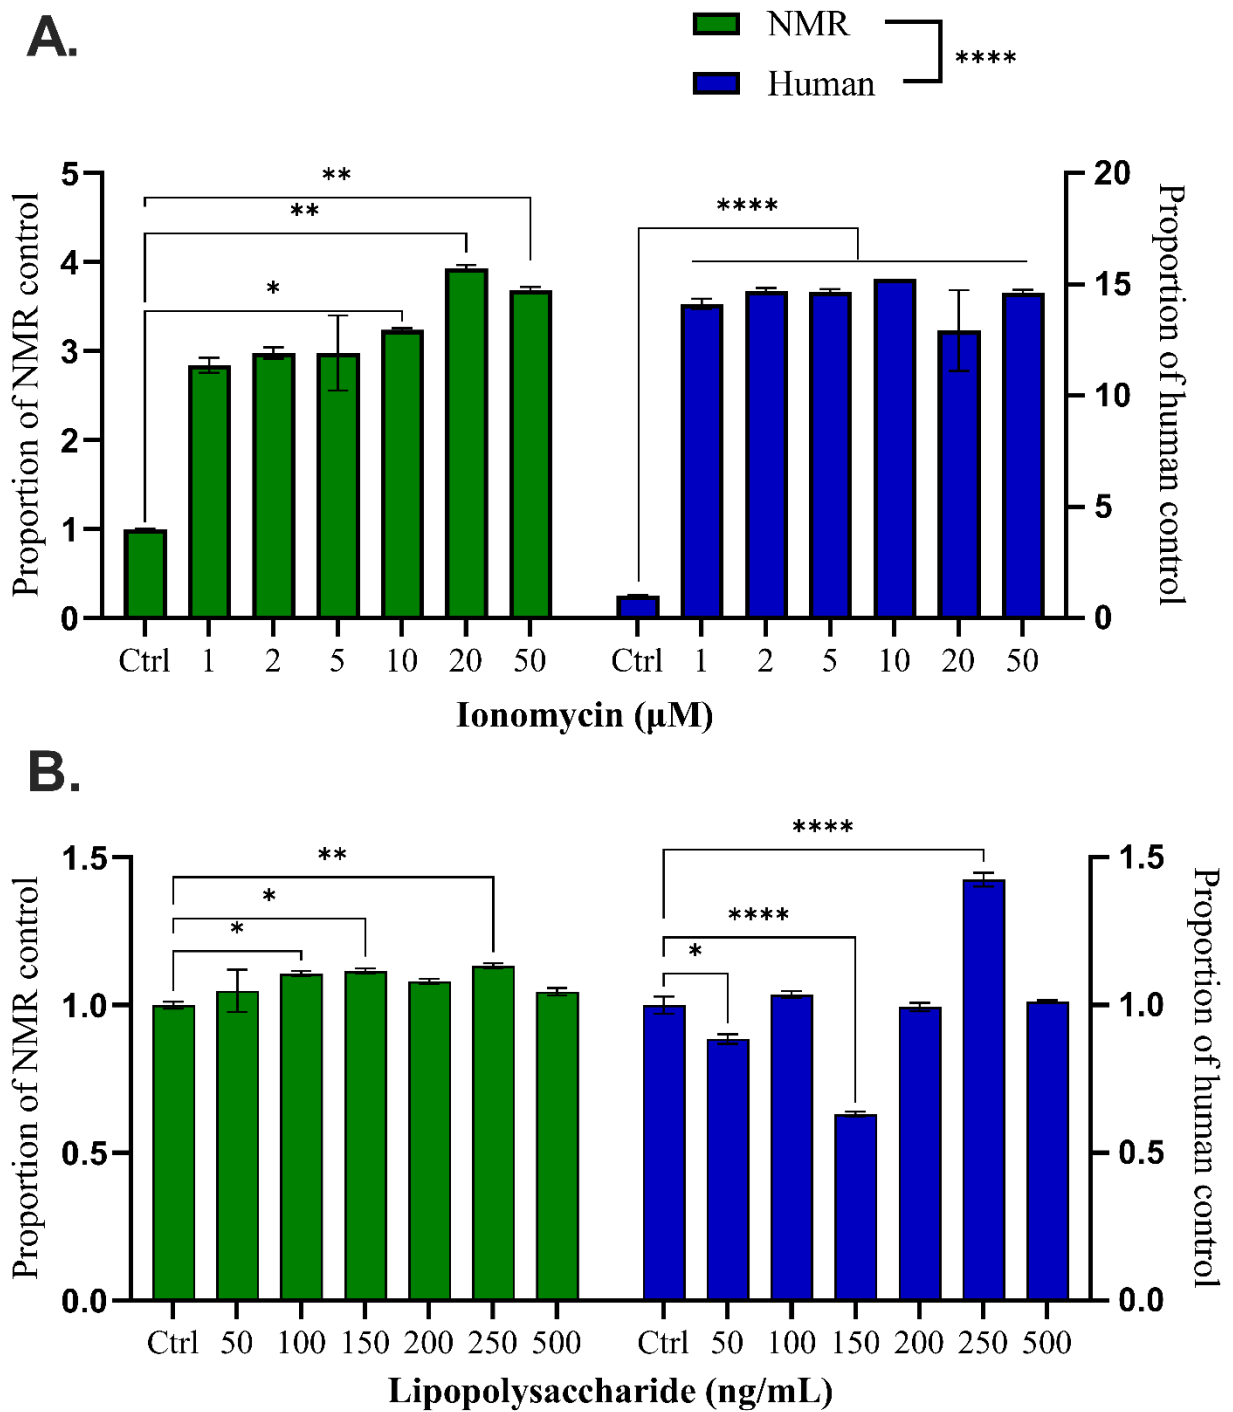 A.
NMR
Human
****
Proportion of NMR control
5
4
3
2
1
0
**
**
*
****
20
15
10
5
0
Proportion of human control
Ctrl 1 2 5 10 20 50 Ctrl 1 2 5 10 20 50
Ionomycin (μM)
B.
Proportion of NMR control
1.5
1.0
0.5
0.0
**
*
*
****
****
*
1.5
1.0
0.5
0.0
Proportion of human control
Ctrl 50 100 150 200 250 500 Ctrl 50 100 150 200 250 500
Lipopolysaccharide (ng/mL)